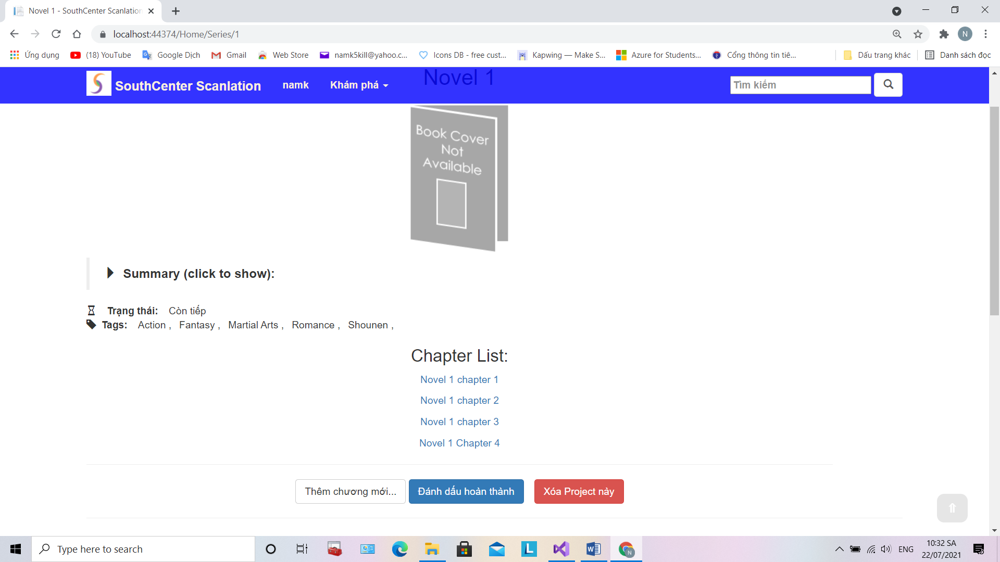 Novel 1 - SouthCenter Scanlation
localhost:44374/Home/Series/1
N
Ứng dụng (18) YouTube Google Dịch Gmail Web Store namk5kill@yahoo.c... Icons DB - free cust... Kapwing — Make S... Azure for Students... Cổng thông tin tiê... Dấu trang khác Danh sách đọc
SouthCenter Scanlation namk Khám phá Novel 1 Tìm kiếm
Book Cover
Not
Available
Summary (click to show):
Trạng thái: Còn tiếp
Tags: Action , Fantasy , Martial Arts , Romance , Shounen ,
Chapter List:
Novel 1 chapter 1
Novel 1 chapter 2
Novel 1 chapter 3
Novel 1 Chapter 4
Thêm chương mới... Đánh dấu hoàn thành Xóa Project này
Type here to search
L
N
ENG
10:32 SA
22/07/2021